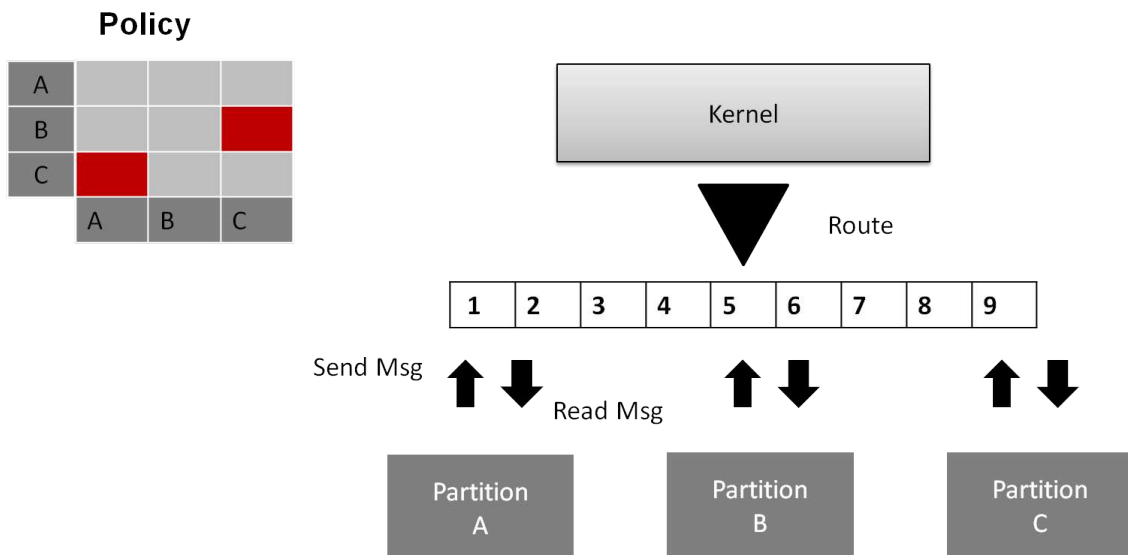 Policy
A
B
C
A B C
Kernel
Route
1 2 3 4 5 6 7 8 9
Send Msg
Read Msg
Partition
A
Partition
B
Partition
C